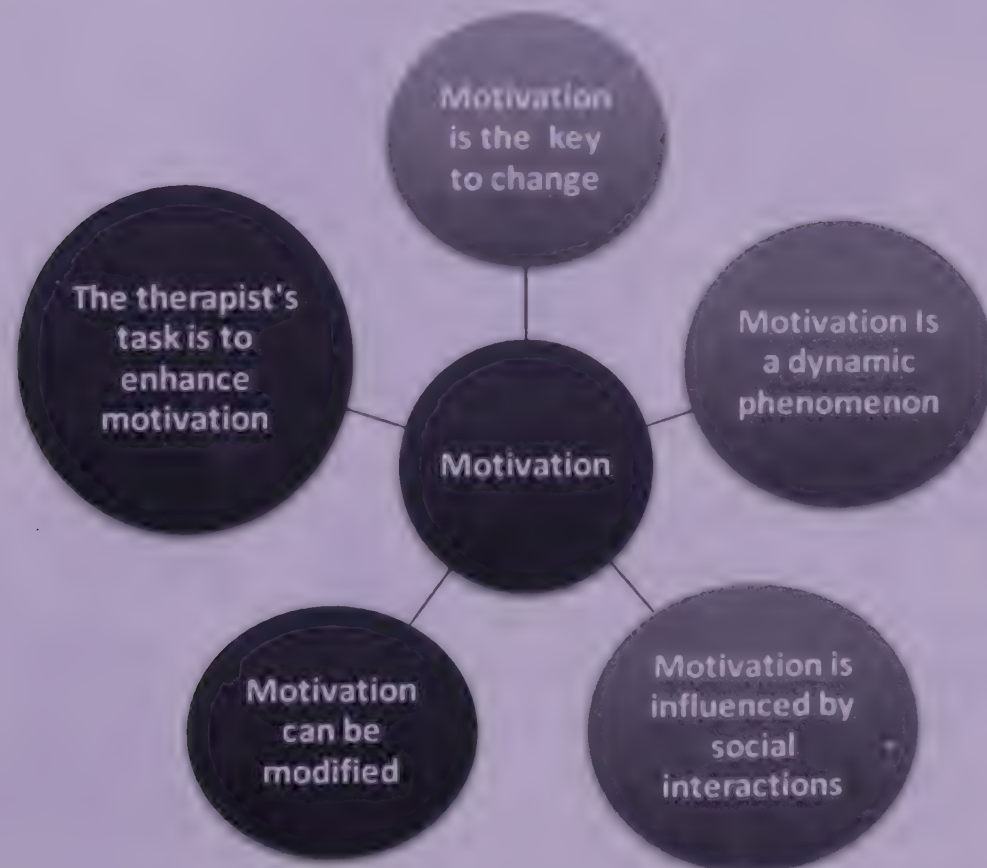 Motivation
is the key
to change
Motivation Is
a dynamic
phenomenon
Motivation is
influenced by
social
interactions
Motivation
can be
modified
The therapist's
task is to
enhance
motivation
Motivation